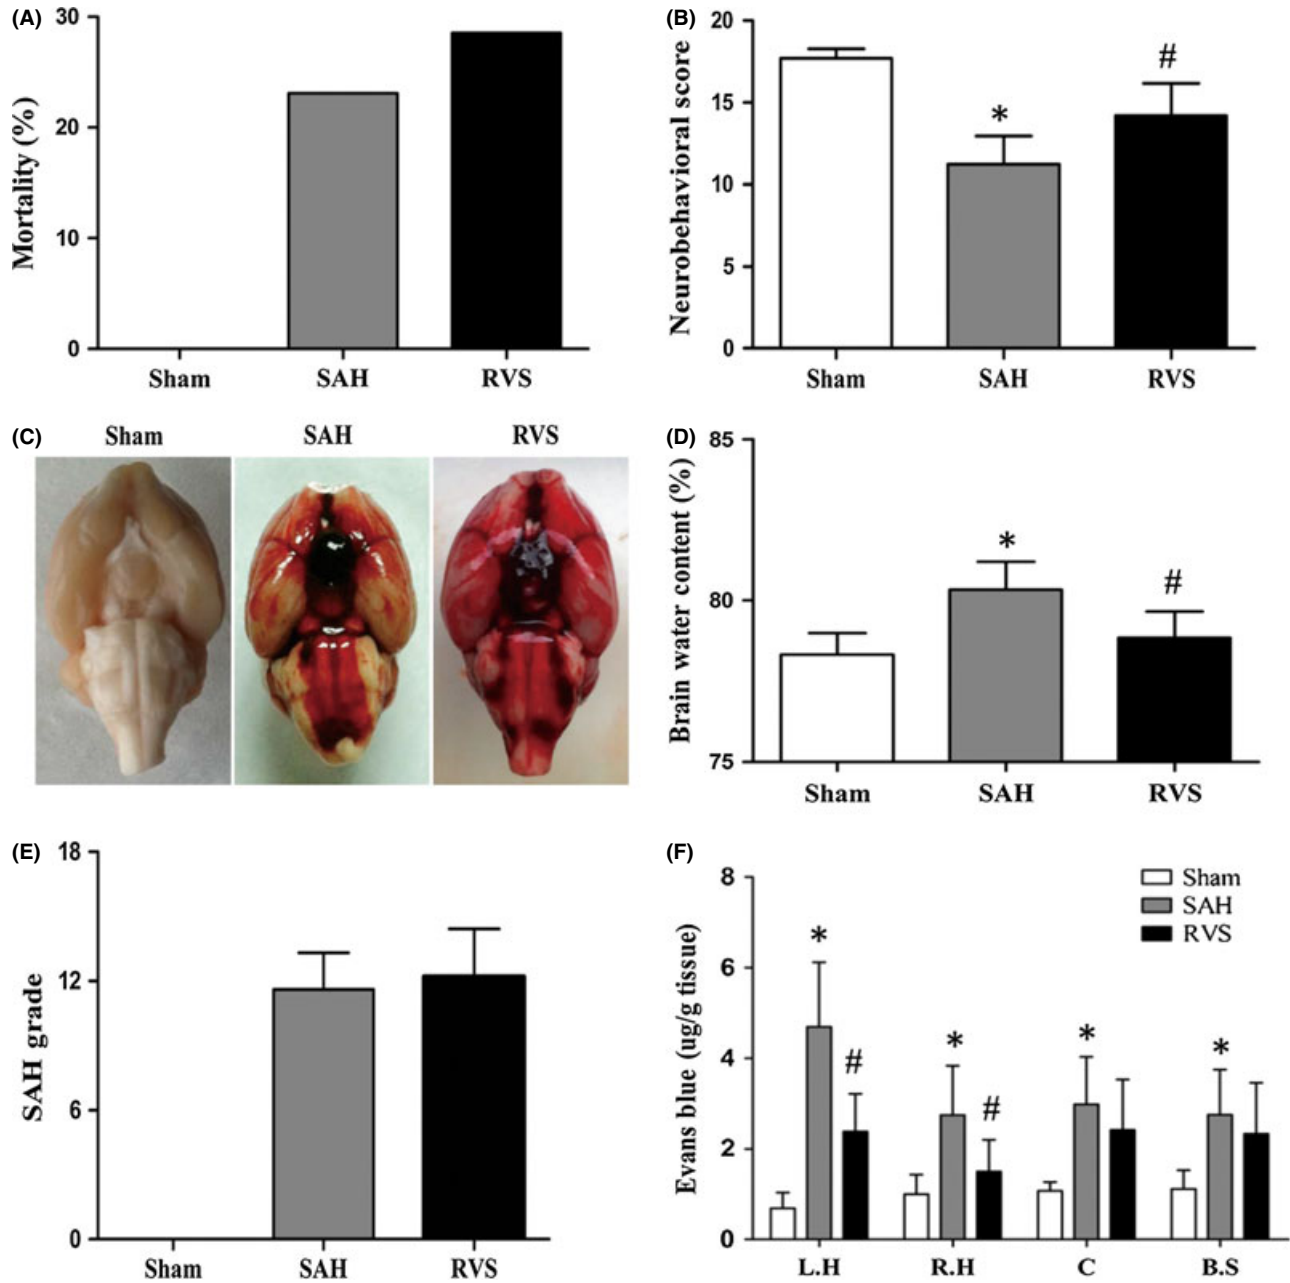 (A)
30
20
10
0
Mortality (%)
Sham SAH RVS
(B)
20
15
10
5
0
Neurobehavioral score
*
#
Sham SAH RVS
(C)
Sham SAH RVS
(D)
85
80
75
Brain water content (%)
*
#
Sham SAH RVS
(E)
18
12
6
0
SAH grade
Sham SAH RVS
(F)
8
6
4
2
0
Evans blue (ug/g tissue)
Sham
SAH
RVS
*
#
*
#
*
*
L.H R.H C B.S